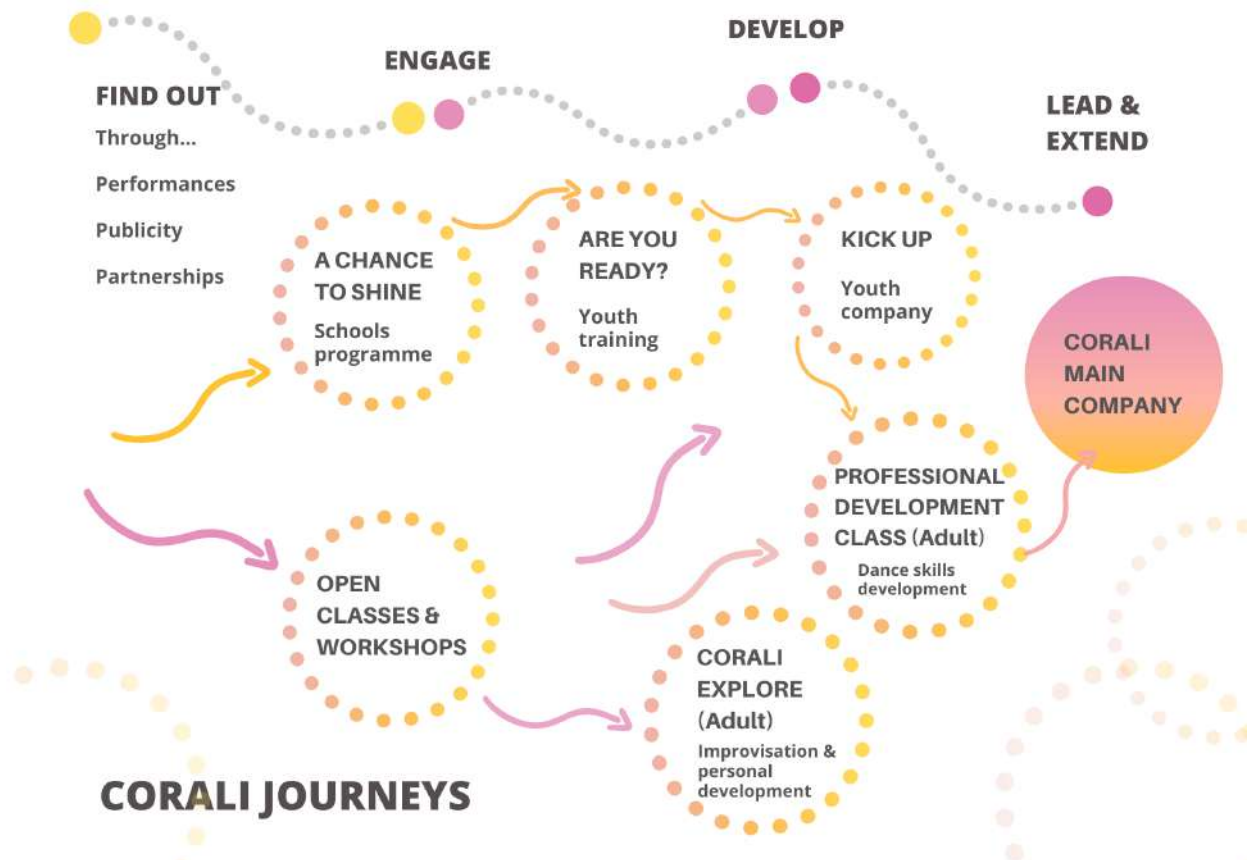 FIND OUT
Through...
Performances
Publicity
Partnerships
ENGAGE
DEVELOP
LEAD &
EXTEND
A CHANCE
TO SHINE
Schools
programme
ARE YOU
READY?
Youth
training
KICK UP
Youth
company
CORALI
MAIN
COMPANY
PROFESSIONAL
DEVELOPMENT
CLASS (Adult)
Dance skills
development
OPEN
CLASSES &
WORKSHOPS
CORALI
EXPLORE
(Adult)
Improvisation &
personal
development
CORALI JOURNEYS